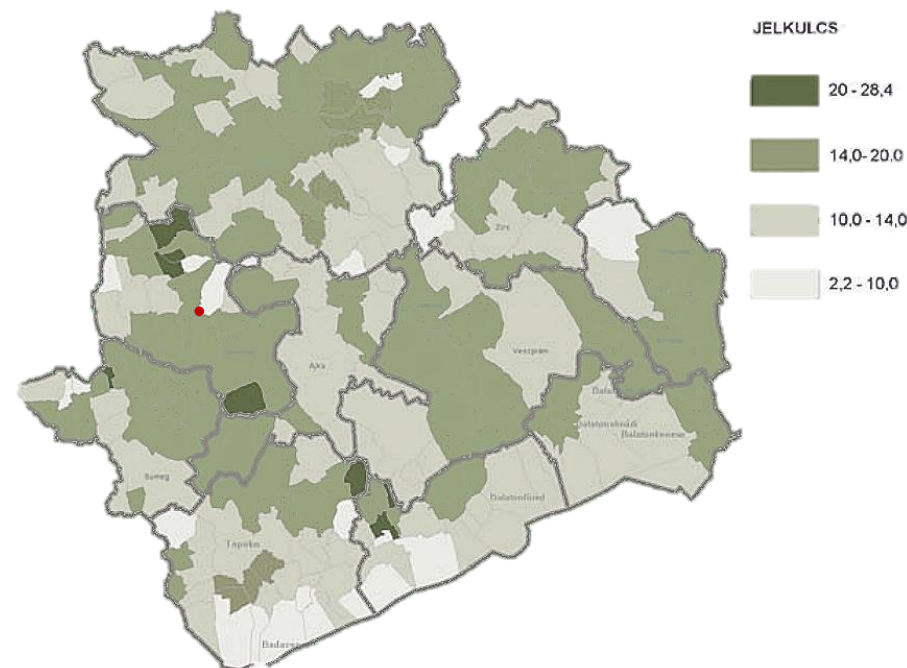 JELKULCS
20 - 28,4
14,0- 20.0
10,0 - 14,0
2,2 - 10,0
Zirc
Ajka
Veszprém
Balatonalmádi
Balatonkenese
Sümeg
Balatonfüred
Tapolca